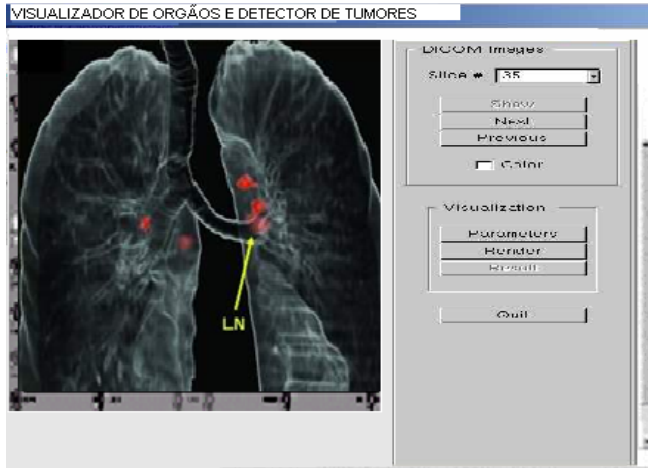 VISUALIZADOR DE ORGÃOS E DETECTOR DE TUMORES
DICOM Images
Slice # 35
Show
Next
Previous
Color
Visualization
Parameters
Render
Result
Quit
LN